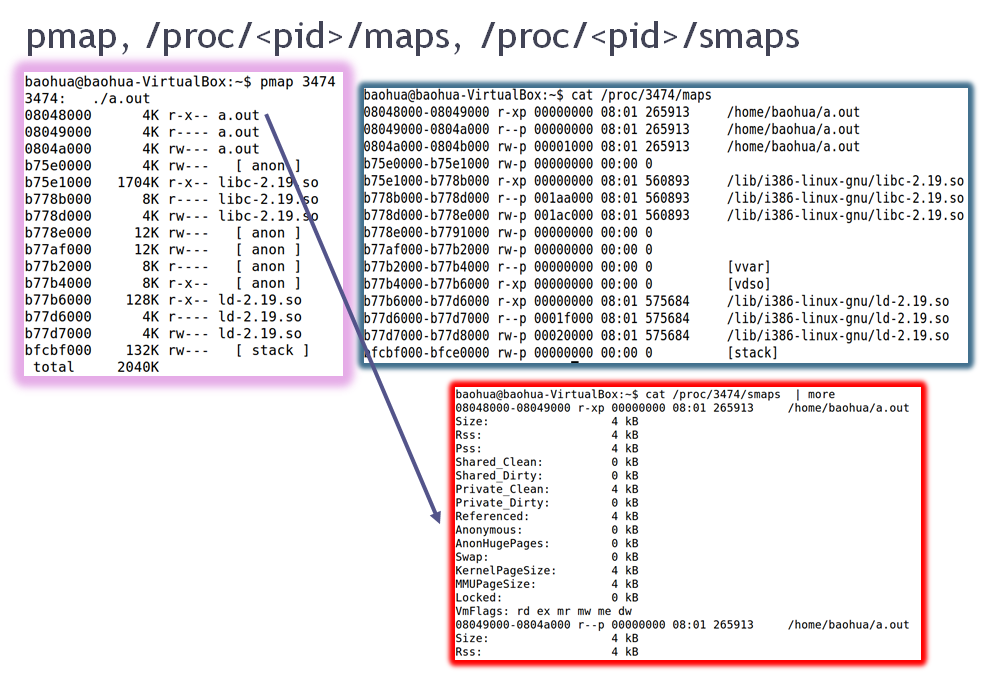 pmap, /proc/<pid>/maps, /proc/<pid>/smaps
baohua@baohua-VirtualBox:~$ pmap 3474
3474:   ./a.out
08048000      4K r-x-- a.out
08049000      4K r---- a.out
0804a000      4K rw--- a.out
b75e0000      4K rw---   [ anon ]
b75e1000   1704K r-x-- libc-2.19.so
b778b000      8K r---- libc-2.19.so
b778d000      4K rw--- libc-2.19.so
b778e000     12K rw---   [ anon ]
b77af000     12K rw---   [ anon ]
b77b2000      8K r----   [ anon ]
b77b4000      8K r-x--   [ anon ]
b77b6000    128K r-x-- ld-2.19.so
b77d6000      4K r---- ld-2.19.so
b77d7000      4K rw--- ld-2.19.so
bfcbf000    132K rw---   [ stack ]
 total     2040K
baohua@baohua-VirtualBox:~$ cat /proc/3474/maps
08048000-08049000 r-xp 00000000 08:01 265913     /home/baohua/a.out
08049000-0804a000 r--p 00000000 08:01 265913     /home/baohua/a.out
0804a000-0804b000 rw-p 00001000 08:01 265913     /home/baohua/a.out
b75e0000-b75e1000 rw-p 00000000 00:00 0
b75e1000-b778b000 r-xp 00000000 08:01 560893     /lib/i386-linux-gnu/libc-2.19.so
b778b000-b778d000 r--p 001aa000 08:01 560893     /lib/i386-linux-gnu/libc-2.19.so
b778d000-b778e000 rw-p 001ac000 08:01 560893     /lib/i386-linux-gnu/libc-2.19.so
b778e000-b7791000 rw-p 00000000 00:00 0
b77af000-b77b2000 rw-p 00000000 00:00 0
b77b2000-b77b4000 r--p 00000000 00:00 0          [vvar]
b77b4000-b77b6000 r-xp 00000000 00:00 0          [vdso]
b77b6000-b77d6000 r-xp 00000000 08:01 575684     /lib/i386-linux-gnu/ld-2.19.so
b77d6000-b77d7000 r--p 0001f000 08:01 575684     /lib/i386-linux-gnu/ld-2.19.so
b77d7000-b77d8000 rw-p 00020000 08:01 575684     /lib/i386-linux-gnu/ld-2.19.so
bfcbf000-bfce0000 rw-p 00000000 00:00 0          [stack]
baohua@baohua-VirtualBox:~$ cat /proc/3474/smaps  | more
08048000-08049000 r-xp 00000000 08:01 265913     /home/baohua/a.out
Size:                  4 kB
Rss:                   4 kB
Pss:                   4 kB
Shared_Clean:          0 kB
Shared_Dirty:          0 kB
Private_Clean:         4 kB
Private_Dirty:         0 kB
Referenced:            4 kB
Anonymous:             0 kB
AnonHugePages:         0 kB
Swap:                  0 kB
KernelPageSize:        4 kB
MMUPageSize:           4 kB
Locked:                0 kB
VmFlags: rd ex mr mw me dw
08049000-0804a000 r--p 00000000 08:01 265913     /home/baohua/a.out
Size:                  4 kB
Rss:                   4 kB